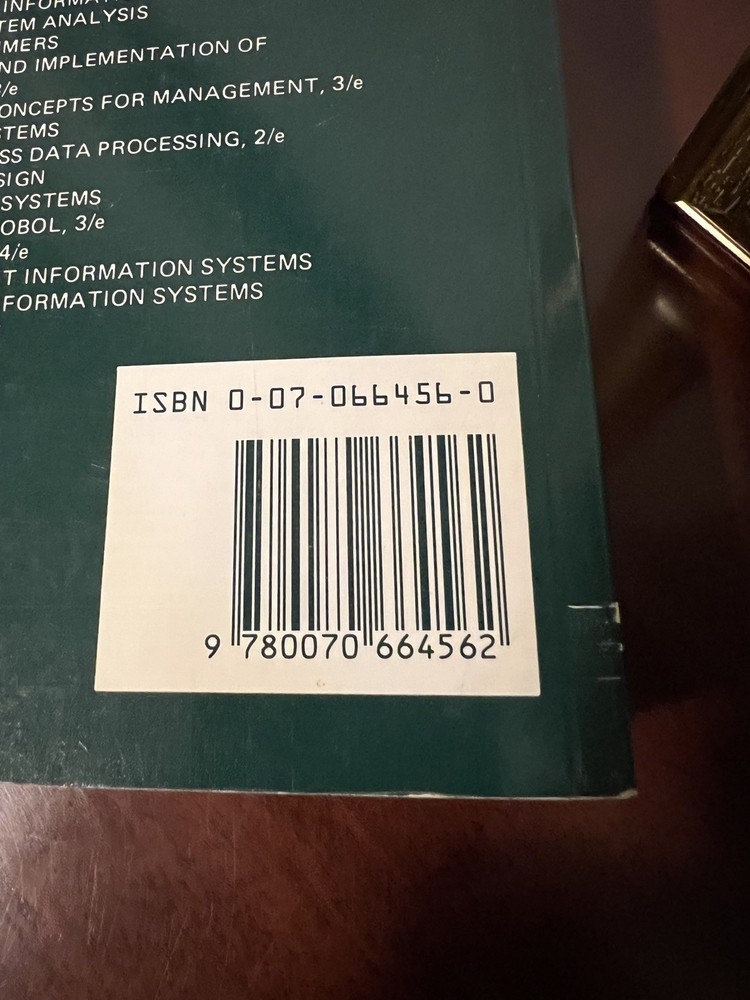 INFORMA
TEM ANALYSIS
MERS
ND IMPLEMENTATION OF
/e
ONCEPTS FOR MANAGEMENT, 3/e
STEMS
SS DATA PROCESSING, 2/e
SIGN
SYSTEMS
OBOL, 3/e
4/e
T INFORMATION SYSTEMS
FORMATION SYSTEMS
ISBN 0-07-066456-0
9 780070 664562